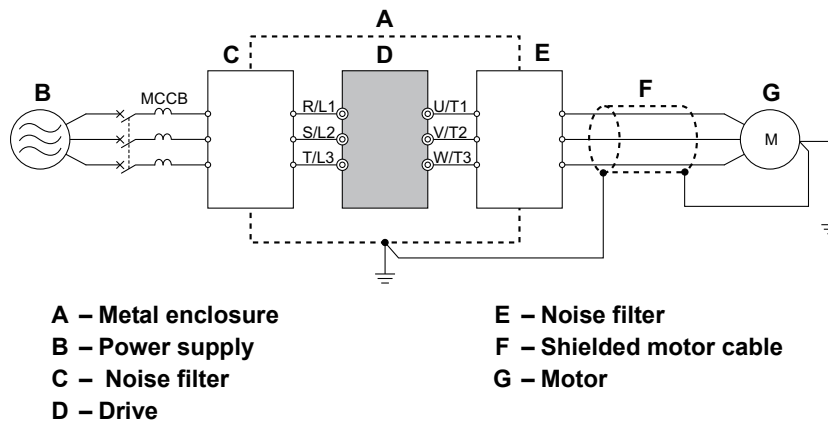 A
C
D
E
B
MCCB
R/L1
U/T1
F
G
S/L2
V/T2
M
T/L3
W/T3
A – Metal enclosure
B – Power supply
C – Noise filter
D – Drive
E – Noise filter
F – Shielded motor cable
G – Motor